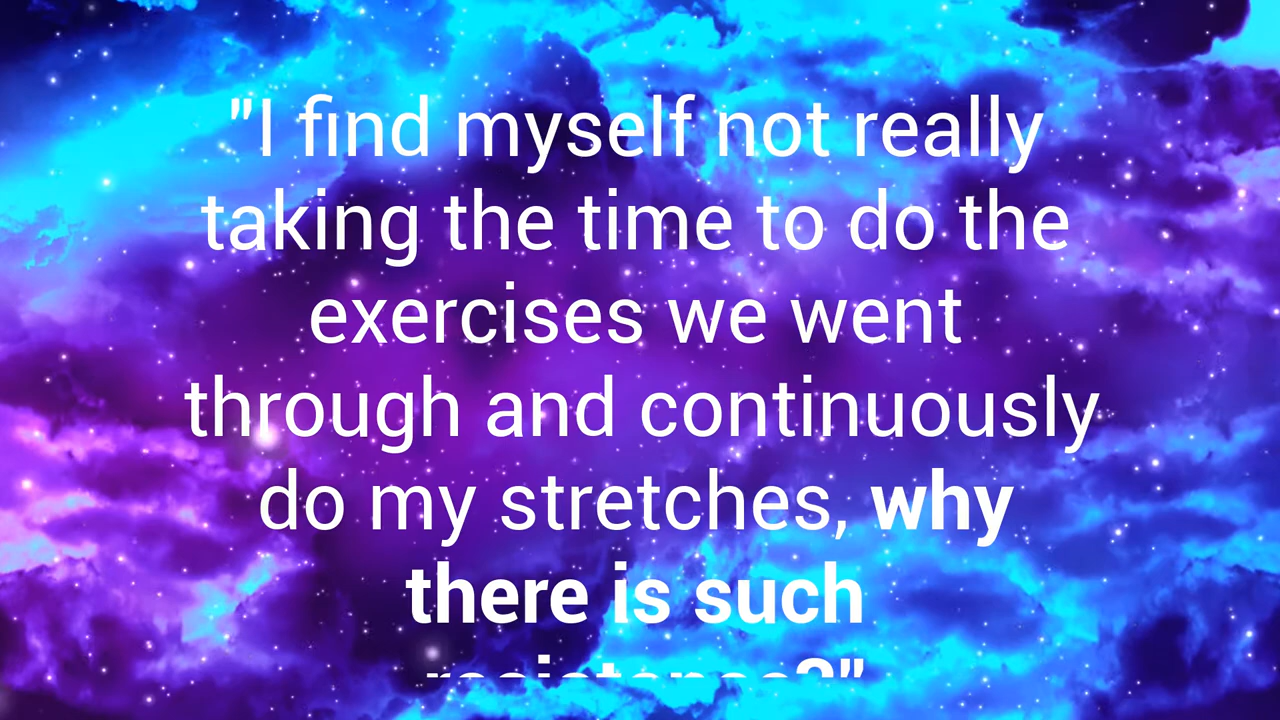 "I find myself not really
taking the time to do the
exercises we went
through and continuously
do my stretches, why
there is such
resistance?"